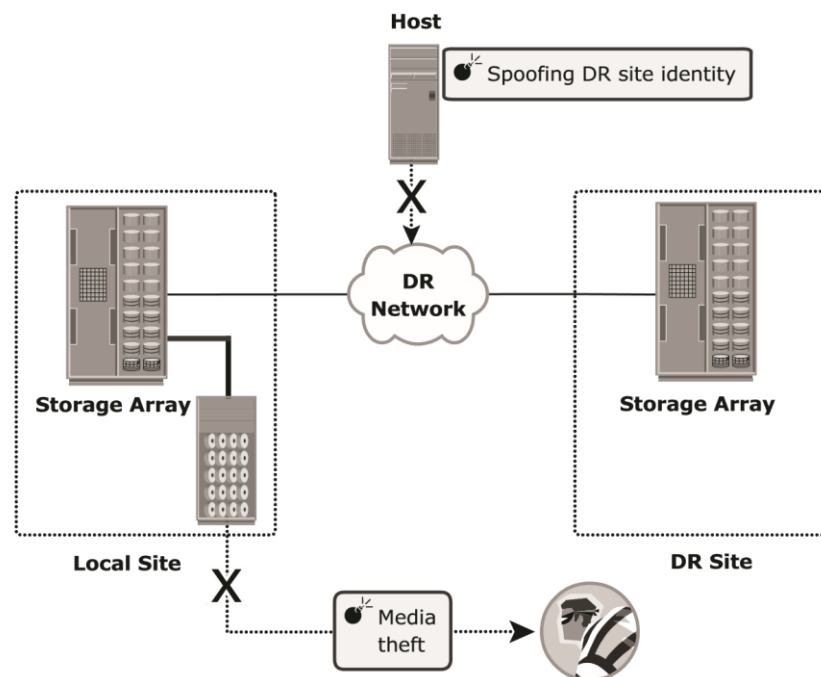 Host
Spoofing DR site identity
X
DR
Network
Storage Array
Storage Array
Local Site
DR Site
X
Media
theft